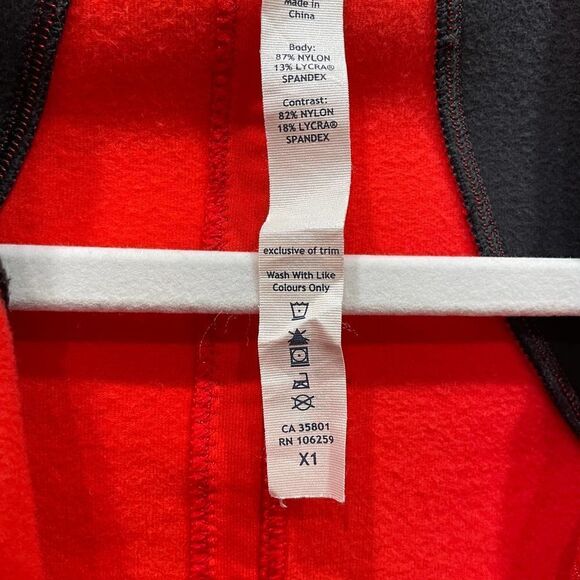 Made in
China
Body:
87% NYLON
13% LYCRA®
SPANDEX
Contrast:
82% NYLON
18% LYCRA®
SPANDEX
exclusive of trim
Wash With Like
Colours Only
CA 35801
RN 106259
X1